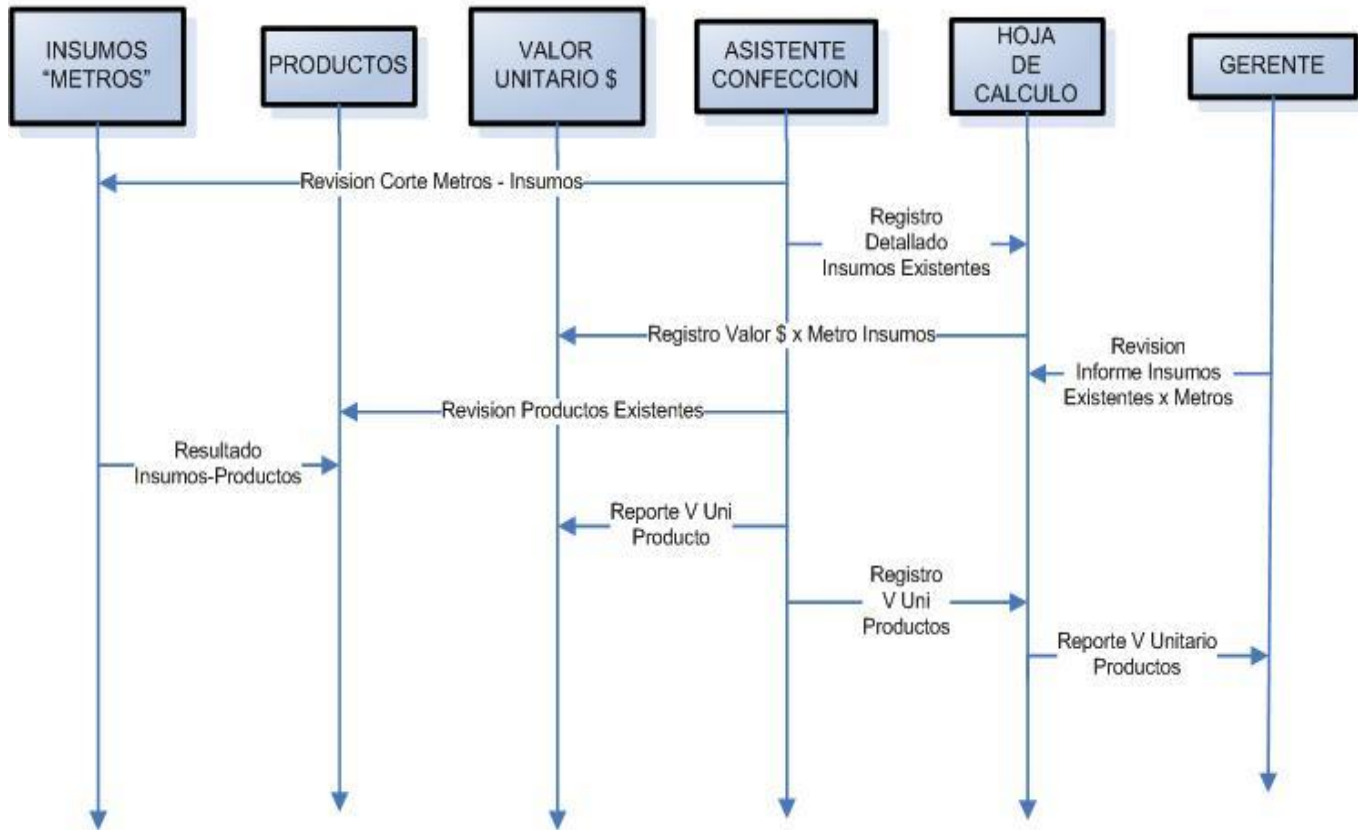 INSUMOS
“METROS”
PRODUCTOS
VALOR
UNITARIO $
ASISTENTE
CONFECCION
HOJA
DE
CALCULO
GERENTE
Revision Corte Metros - Insumos
Registro
Detallado
Insumos Existentes
Registro Valor $ x Metro Insumos
Revision
Informe Insumos
Existentes x Metros
Revision Productos Existentes
Resultado
Insumos-Productos
Reporte V Uni
Producto
Registro
V Uni
Productos
Reporte V Unitario
Productos